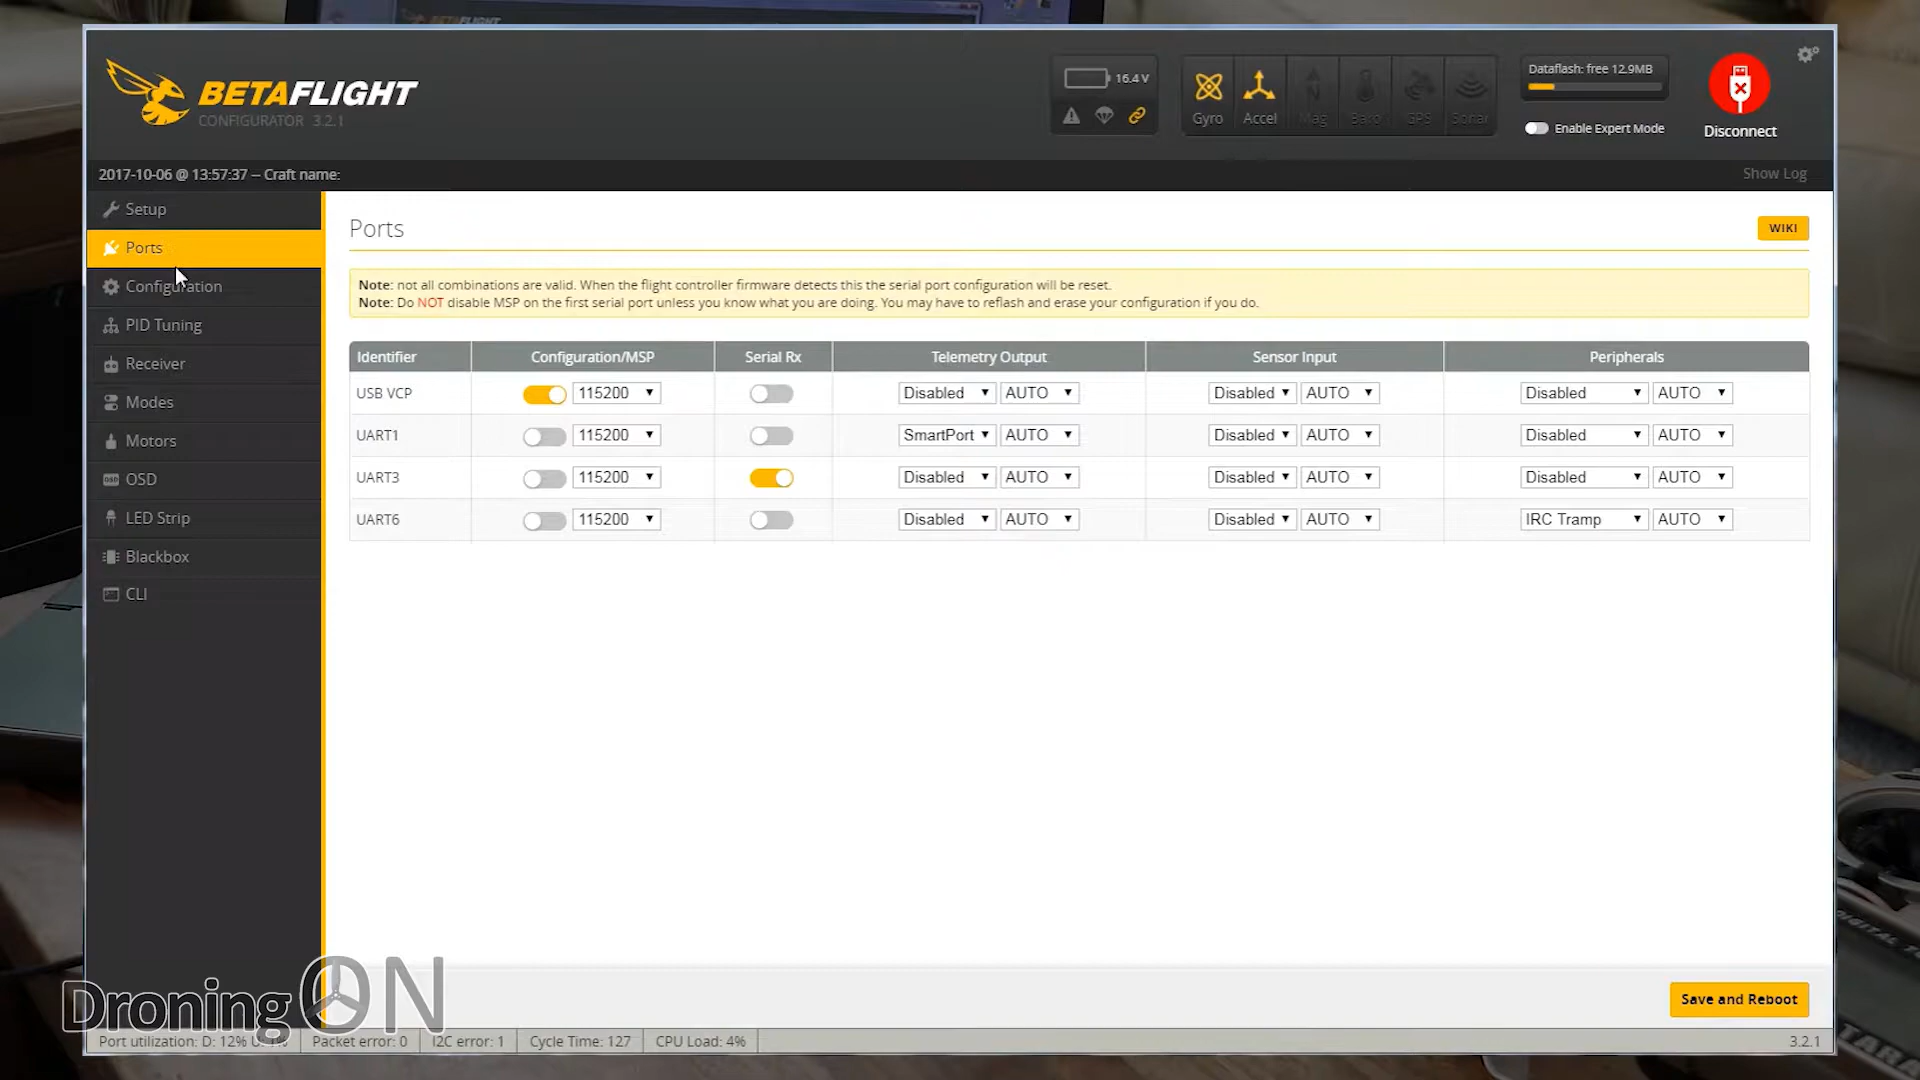 BETAFLIGHT
CONFIGURATOR 3.2.1
16.4 V
Gyro
Accel
Mag
Baro
GPS
Sonar
Dataflash: free 12.9MB
Enable Expert Mode
Disconnect
2017-10-06 @ 13:57:37 -- Craft name:
Show Log
Setup
Ports
Configuration
PID Tuning
Receiver
Modes
Motors
OSD
LED Strip
Blackbox
CLI
Ports
WIKI
Note: not all combinations are valid. When the flight controller firmware detects this the serial port configuration will be reset.
Note: Do NOT disable MSP on the first serial port unless you know what you are doing. You may have to reflash and erase your configuration if you do.
Identifier Configuration/MSP Serial Rx Telemetry Output Sensor Input Peripherals
USB VCP 115200 Disabled AUTO Disabled AUTO Disabled AUTO
UART1 115200 SmartPort AUTO Disabled AUTO Disabled AUTO
UART3 115200 Disabled AUTO Disabled AUTO Disabled AUTO
UART6 115200 Disabled AUTO Disabled AUTO IRC Tramp AUTO
Save and Reboot
Droning ON
Port utilization: D: 12% U: 1% Packet error: 0 I2C error: 1 Cycle Time: 127 CPU Load: 4% 3.2.1